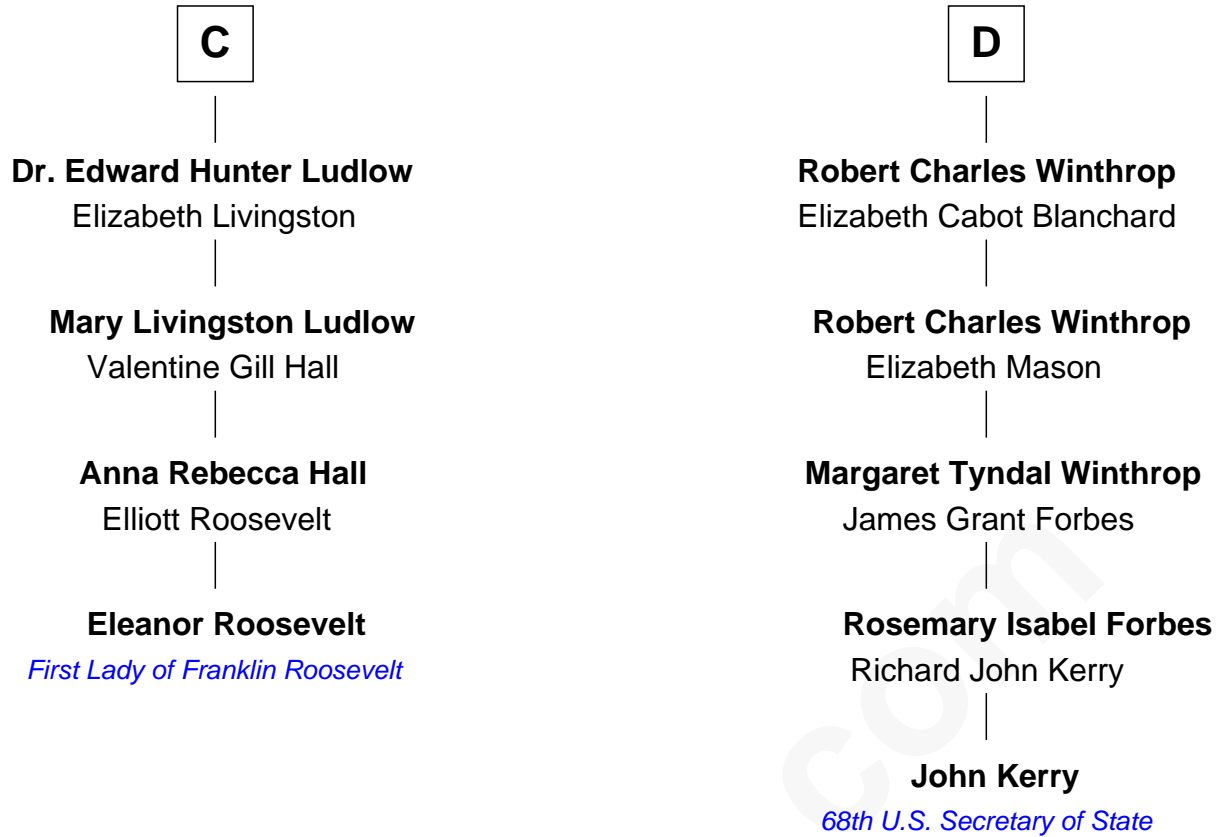 C
Dr. Edward Hunter Ludlow
Elizabeth Livingston
Mary Livingston Ludlow
Valentine Gill Hall
Anna Rebecca Hall
Elliott Roosevelt
Eleanor Roosevelt
First Lady of Franklin Roosevelt
D
Robert Charles Winthrop
Elizabeth Cabot Blanchard
Robert Charles Winthrop
Elizabeth Mason
Margaret Tyndal Winthrop
James Grant Forbes
Rosemary Isabel Forbes
Richard John Kerry
John Kerry
68th U.S. Secretary of State
com